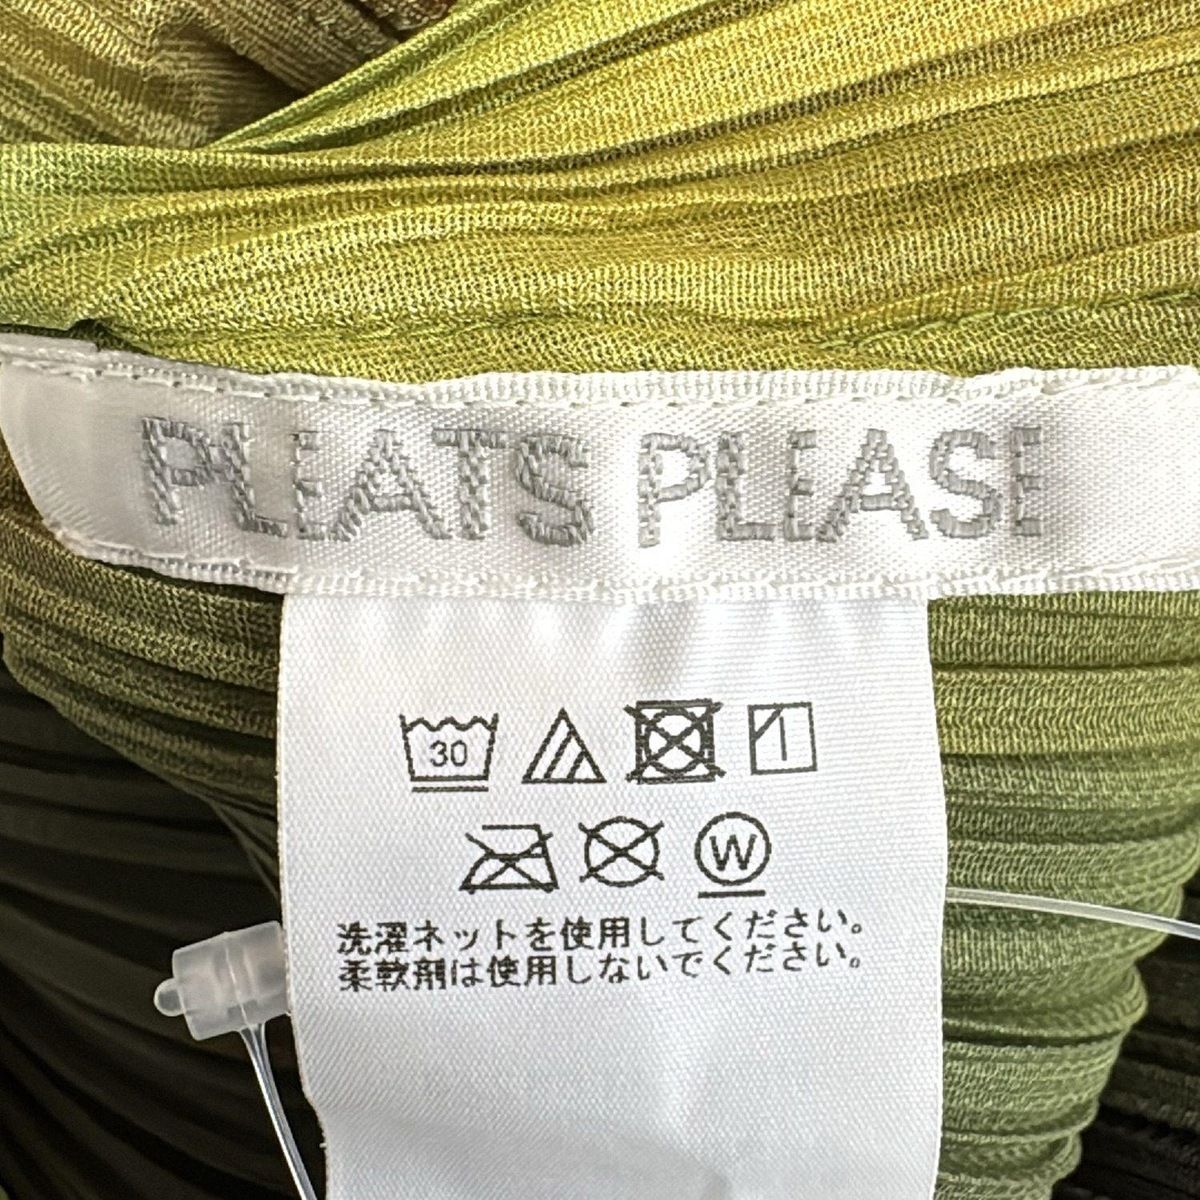 PLEATS PLEASE
30
W
洗濯ネットを使用してください。
柔軟剤は使用しないでください。